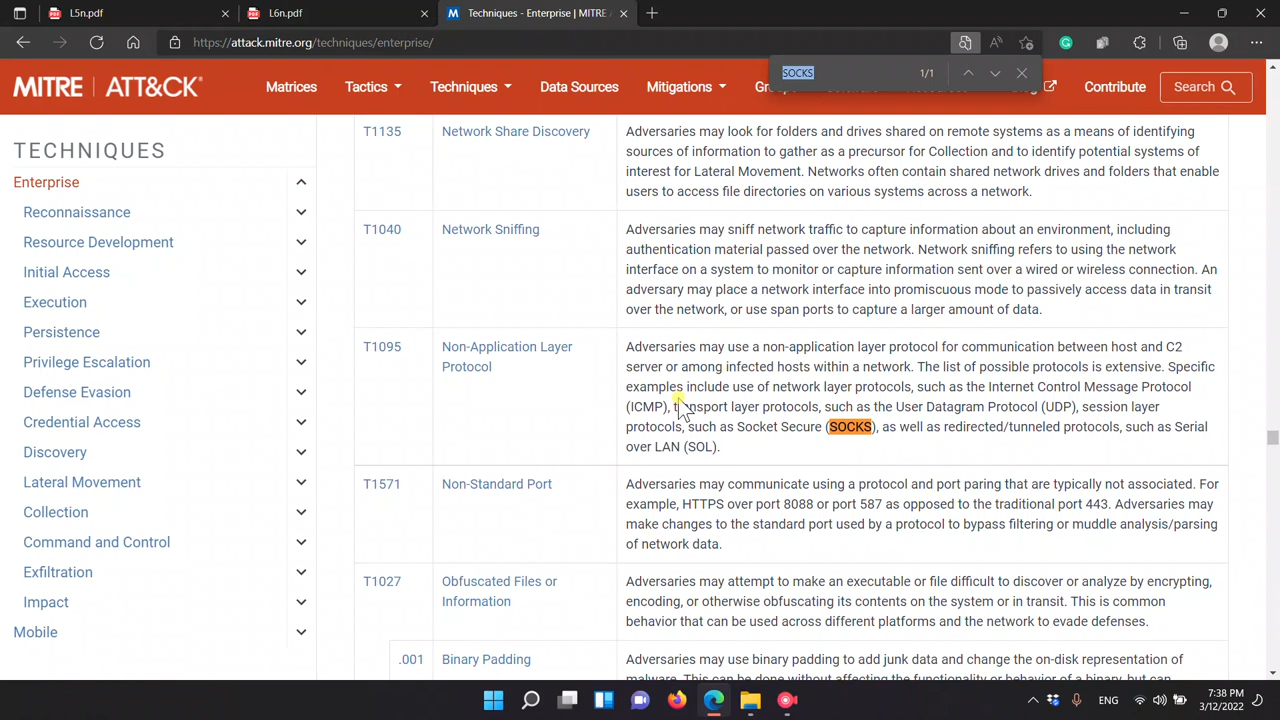 L5n.pdf
L6n.pdf
Techniques - Enterprise | MITRE
https://attack.mitre.org/techniques/enterprise/
SOCKS
1/1
MITRE | ATT&CK®
Matrices
Tactics
Techniques
Data Sources
Mitigations
Contribute
Search
TECHNIQUES
Enterprise
Reconnaissance
Resource Development
Initial Access
Execution
Persistence
Privilege Escalation
Defense Evasion
Credential Access
Discovery
Lateral Movement
Collection
Command and Control
Exfiltration
Impact
Mobile
T1135
Network Share Discovery
Adversaries may look for folders and drives shared on remote systems as a means of identifying
sources of information to gather as a precursor for Collection and to identify potential systems of
interest for Lateral Movement. Networks often contain shared network drives and folders that enable
users to access file directories on various systems across a network.
T1040
Network Sniffing
Adversaries may sniff network traffic to capture information about an environment, including
authentication material passed over the network. Network sniffing refers to using the network
interface on a system to monitor or capture information sent over a wired or wireless connection. An
adversary may place a network interface into promiscuous mode to passively access data in transit
over the network, or use span ports to capture a larger amount of data.
T1095
Non-Application Layer
Protocol
Adversaries may use a non-application layer protocol for communication between host and C2
server or among infected hosts within a network. The list of possible protocols is extensive. Specific
examples include use of network layer protocols, such as the Internet Control Message Protocol
(ICMP), transport layer protocols, such as the User Datagram Protocol (UDP), session layer
protocols, such as Socket Secure (SOCKS), as well as redirected/tunneled protocols, such as Serial
over LAN (SOL).
T1571
Non-Standard Port
Adversaries may communicate using a protocol and port paring that are typically not associated. For
example, HTTPS over port 8088 or port 587 as opposed to the traditional port 443. Adversaries may
make changes to the standard port used by a protocol to bypass filtering or muddle analysis/parsing
of network data.
T1027
Obfuscated Files or
Information
Adversaries may attempt to make an executable or file difficult to discover or analyze by encrypting,
encoding, or otherwise obfuscating its contents on the system or in transit. This is common
behavior that can be used across different platforms and the network to evade defenses.
.001
Binary Padding
Adversaries may use binary padding to add junk data and change the on-disk representation of
malware. This can be done without affecting the functionality or behavior of a binary, but can
ENG
7:38 PM
3/12/2022